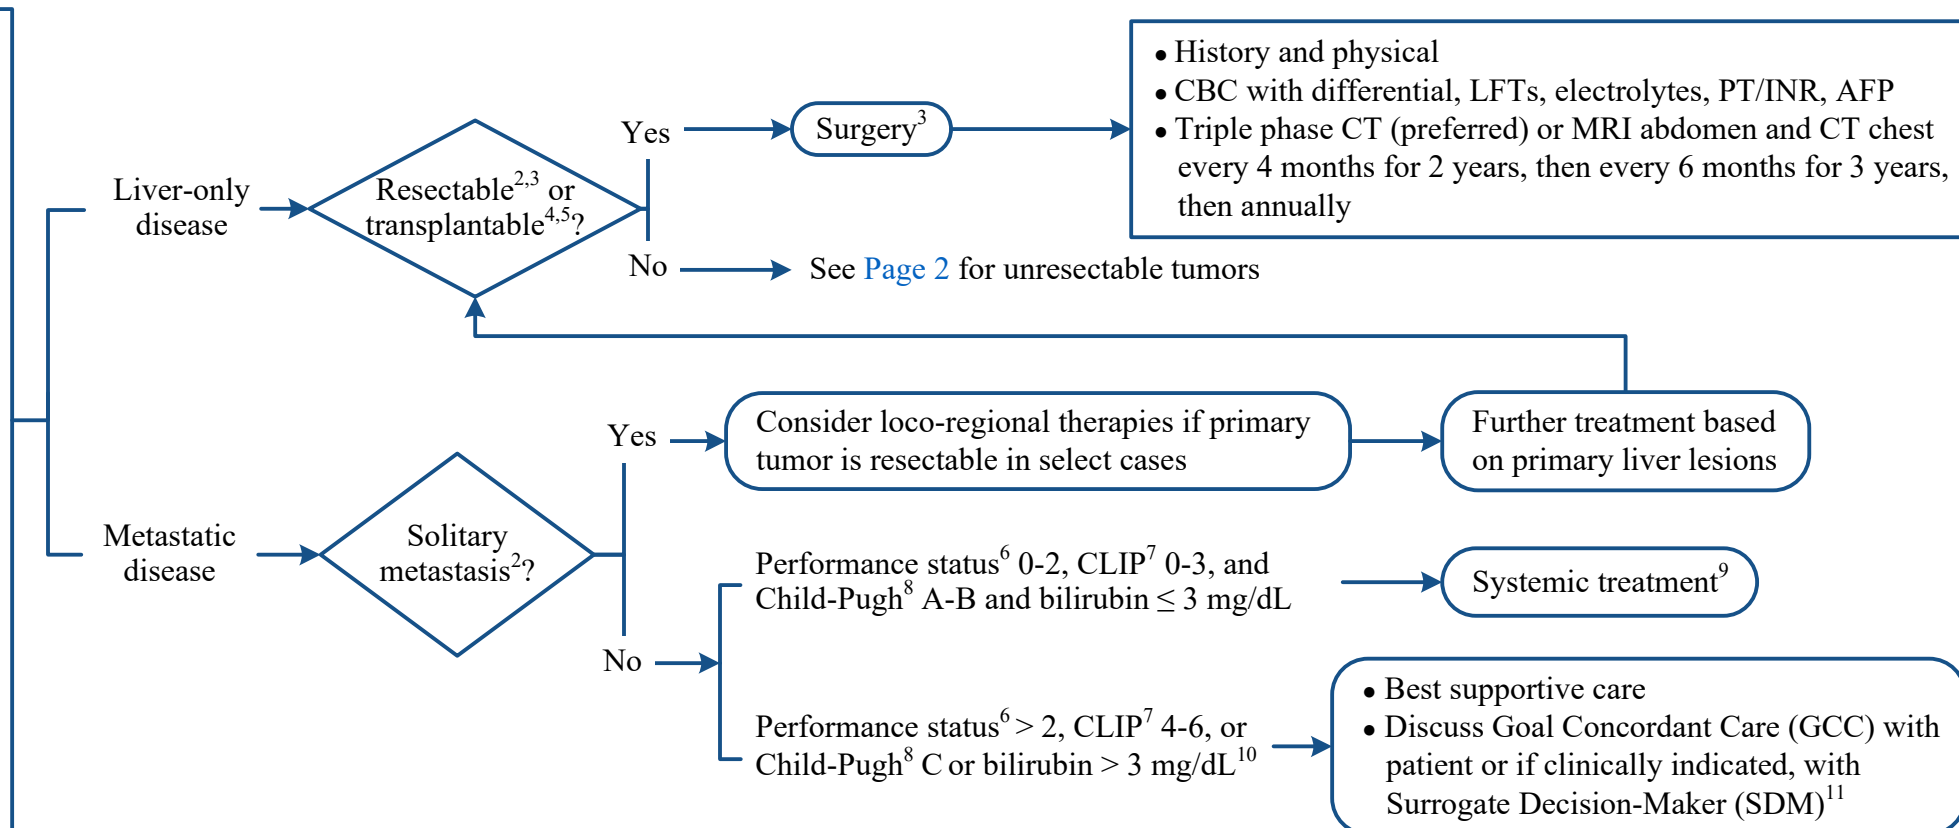 • History and physical
• CBC with differential, LFTs, electrolytes, PT/INR, AFP
• Triple phase CT (preferred) or MRI abdomen and CT chest
every 4 months for 2 years, then every 6 months for 3 years,
then annually
Yes
Surgery³
Liver-only
disease
Resectable²,³ or
transplantable⁴,⁵?
No
See Page 2 for unresectable tumors
Yes
Consider loco-regional therapies if primary
tumor is resectable in select cases
Further treatment based
on primary liver lesions
Metastatic
disease
Solitary
metastasis²?
No
Performance status⁶ 0-2, CLIP⁷ 0-3, and
Child-Pugh⁸ A-B and bilirubin ≤ 3 mg/dL
Systemic treatment⁹
Performance status⁶ > 2, CLIP⁷ 4-6, or
Child-Pugh⁸ C or bilirubin > 3 mg/dL¹⁰
• Best supportive care
• Discuss Goal Concordant Care (GCC) with
patient or if clinically indicated, with
Surrogate Decision-Maker (SDM)¹¹